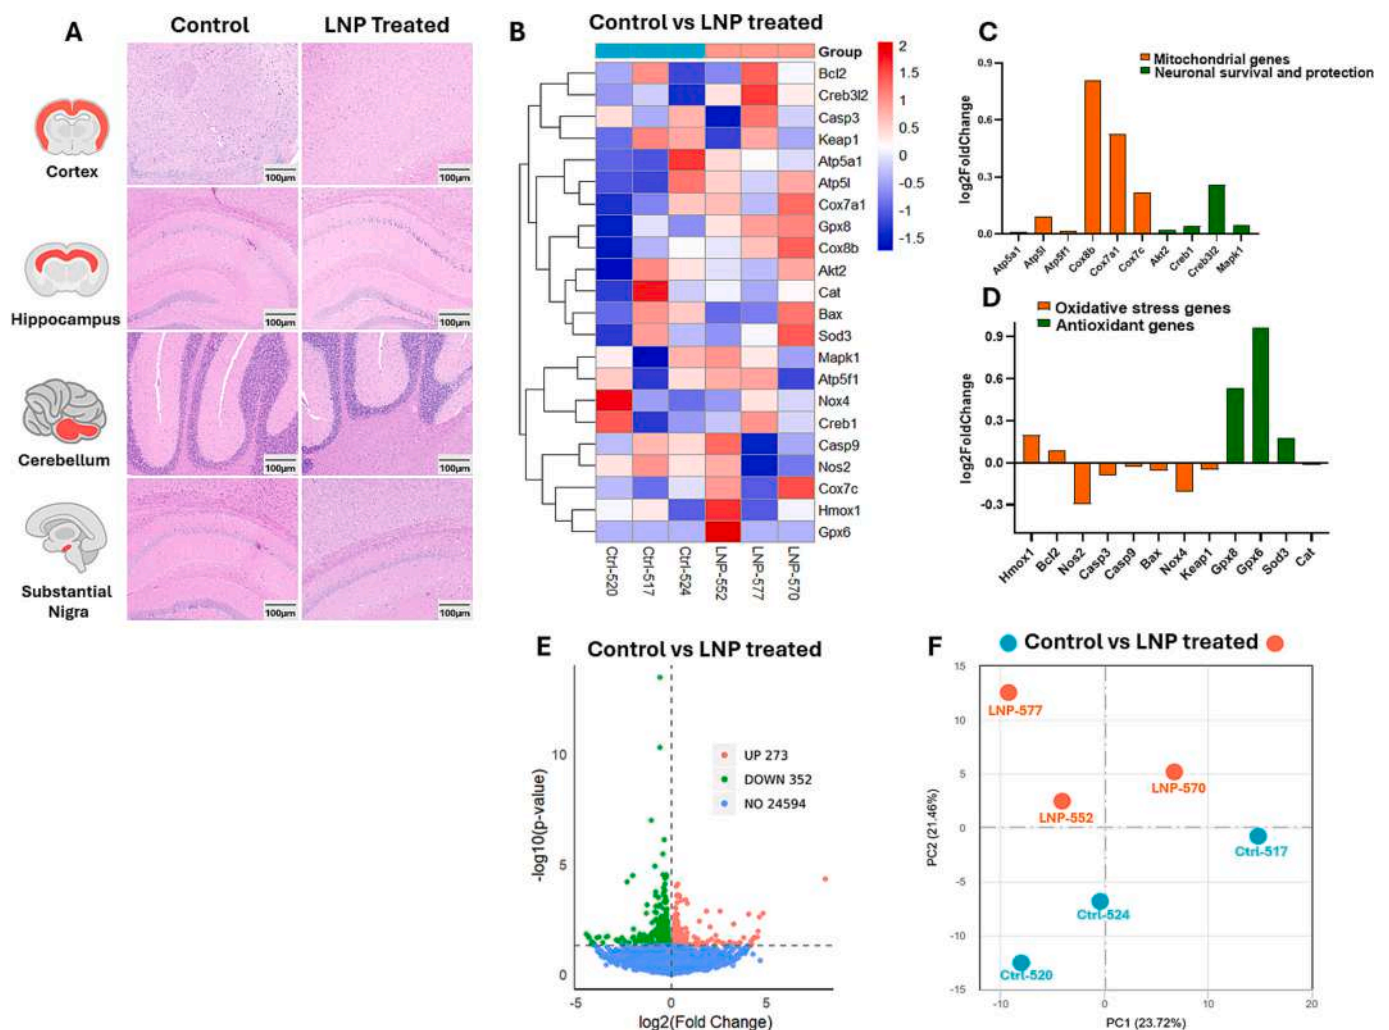 A
Control
LNP Treated
Cortex
100µm
100µm
Hippocampus
100µm
100µm
Cerebellum
100µm
100µm
Substantial
Nigra
100µm
100µm
B
Control vs LNP treated
Group
Bcl2
Creb3l2
Casp3
Keap1
Atp5a1
Atp5l
Cox7a1
Gpx8
Cox8b
Akt2
Cat
Bax
Sod3
Mapk1
Atp5f1
Nox4
Creb1
Casp9
Nos2
Cox7c
Hmox1
Gpx6
2
1.5
1
0.5
0
-0.5
-1
-1.5
Ctrl-520
Ctrl-517
Ctrl-524
LNP-552
LNP-577
LNP-570
C
Mitochondrial genes
Neuronal survival and protection
log2FoldChange
0.9
0.6
0.3
0.0
Atp5a1
Atp5l
Atp5f1
Cox8b
Cox7a1
Cox7c
Akt2
Creb1
Creb3l2
Mapk1
D
Oxidative stress genes
Antioxidant genes
log2FoldChange
0.9
0.6
0.3
0.0
-0.3
Hmox1
Bcl2
Nos2
Casp3
Casp9
Bax
Nox4
Keap1
Gpx8
Gpx6
Sod3
Cat
E
Control vs LNP treated
-log10(p-value)
10
5
0
UP 273
DOWN 352
NO 24594
-5
0
5
log2(Fold Change)
F
Control vs LNP treated
PC2 (21.46%)
15
10
5
0
-5
-10
-15
LNP-577
LNP-570
LNP-552
Ctrl-517
Ctrl-524
Ctrl-520
-10
0
10
20
PC1 (23.72%)